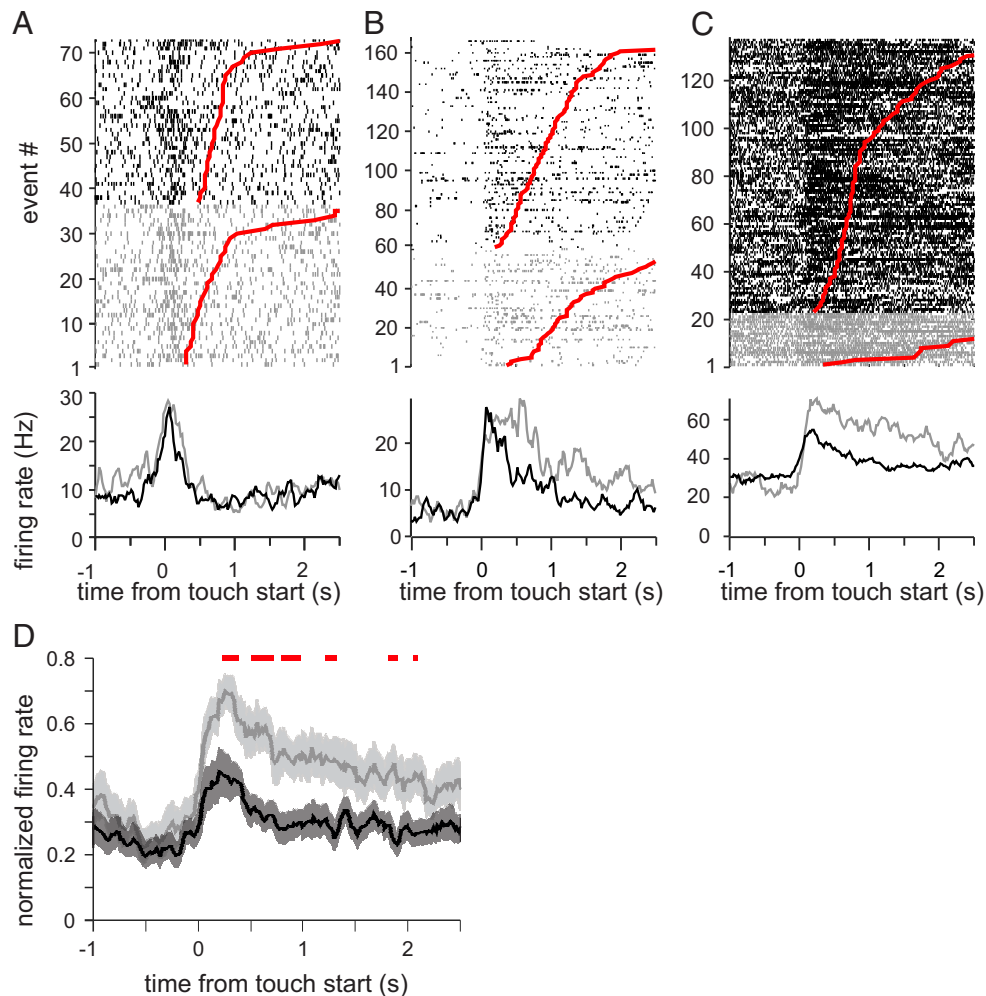 A
B
C
event #
70
60
50
40
30
20
10
1
160
140
120
100
80
60
40
20
1
120
100
80
60
40
20
1
firing rate (Hz)
30
20
10
0
20
10
0
60
40
20
0
-1 0 1 2
-1 0 1 2
-1 0 1 2
time from touch start (s)
time from touch start (s)
time from touch start (s)
D
normalized firing rate
0.8
0.6
0.4
0.2
0
-1 0 1 2
time from touch start (s)